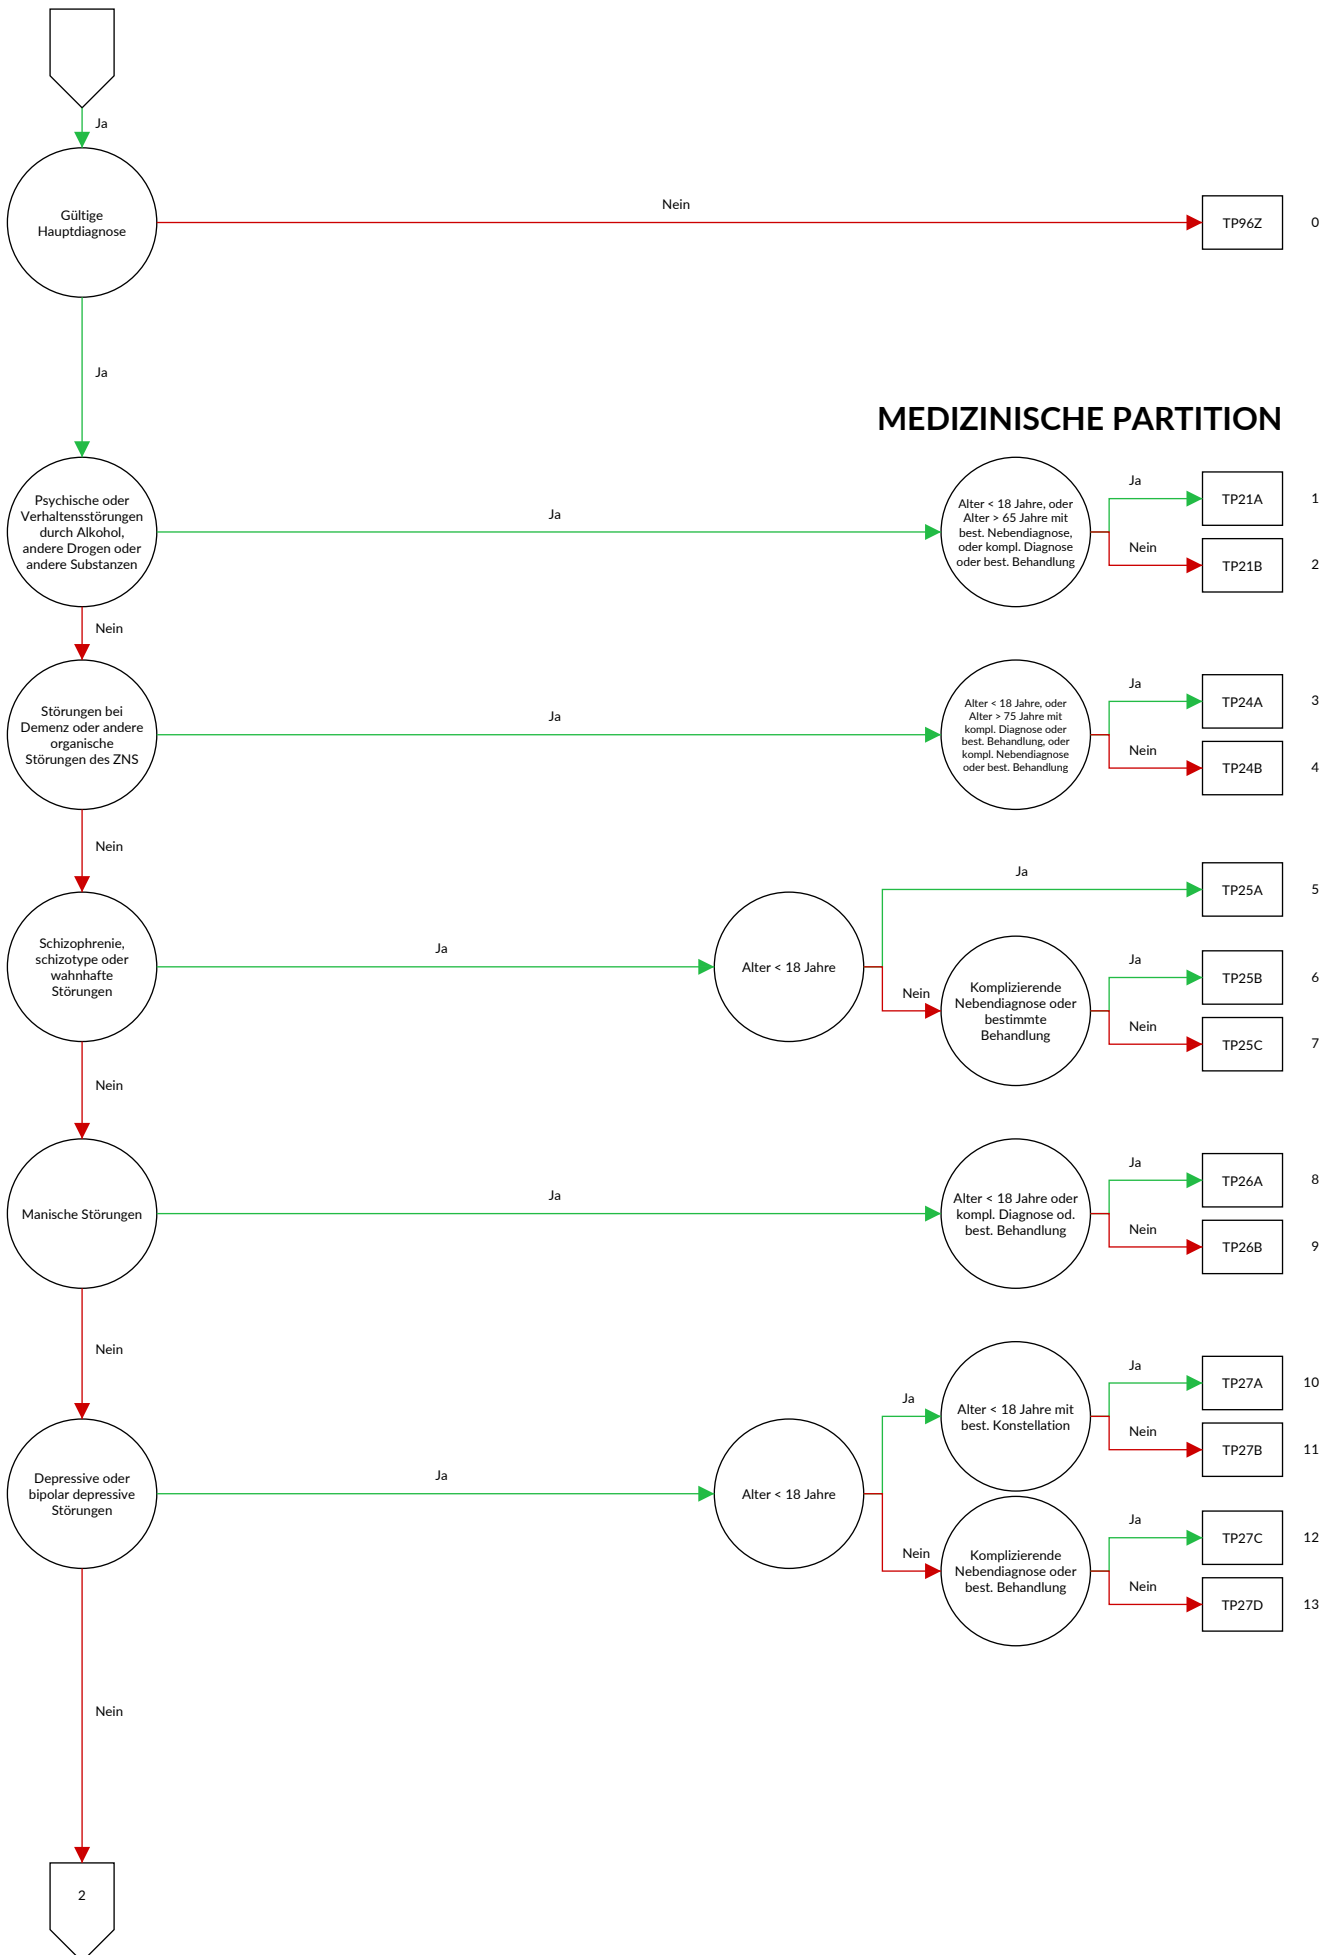 Ja
Gültige
Hauptdiagnose
Nein
TP96Z
0
Ja
MEDIZINISCHE PARTITION
Psychische oder
Verhaltensstörungen
durch Alkohol,
andere Drogen oder
andere Substanzen
Ja
Alter < 18 Jahre, oder
Alter > 65 Jahre mit
best. Nebendiagnose,
oder kompl. Diagnose
oder best. Behandlung
Ja
TP21A
1
Nein
TP21B
2
Nein
Störungen bei
Demenz oder andere
organische
Störungen des ZNS
Ja
Alter < 18 Jahre, oder
Alter > 75 Jahre mit
kompl. Diagnose oder
best. Behandlung, oder
kompl. Nebendiagnose
oder best. Behandlung
Ja
TP24A
3
Nein
TP24B
4
Nein
Schizophrenie,
schizotype oder
wahnhafte
Störungen
Ja
Alter < 18 Jahre
Ja
TP25A
5
Nein
Komplizierende
Nebendiagnose oder
bestimmte
Behandlung
Ja
TP25B
6
Nein
TP25C
7
Nein
Manische Störungen
Ja
Alter < 18 Jahre oder
kompl. Diagnose od.
best. Behandlung
Ja
TP26A
8
Nein
TP26B
9
Nein
Depressive oder
bipolar depressive
Störungen
Ja
Alter < 18 Jahre
Ja
Alter < 18 Jahre mit
best. Konstellation
Ja
TP27A
10
Nein
TP27B
11
Nein
Komplizierende
Nebendiagnose oder
best. Behandlung
Ja
TP27C
12
Nein
TP27D
13
Nein
2